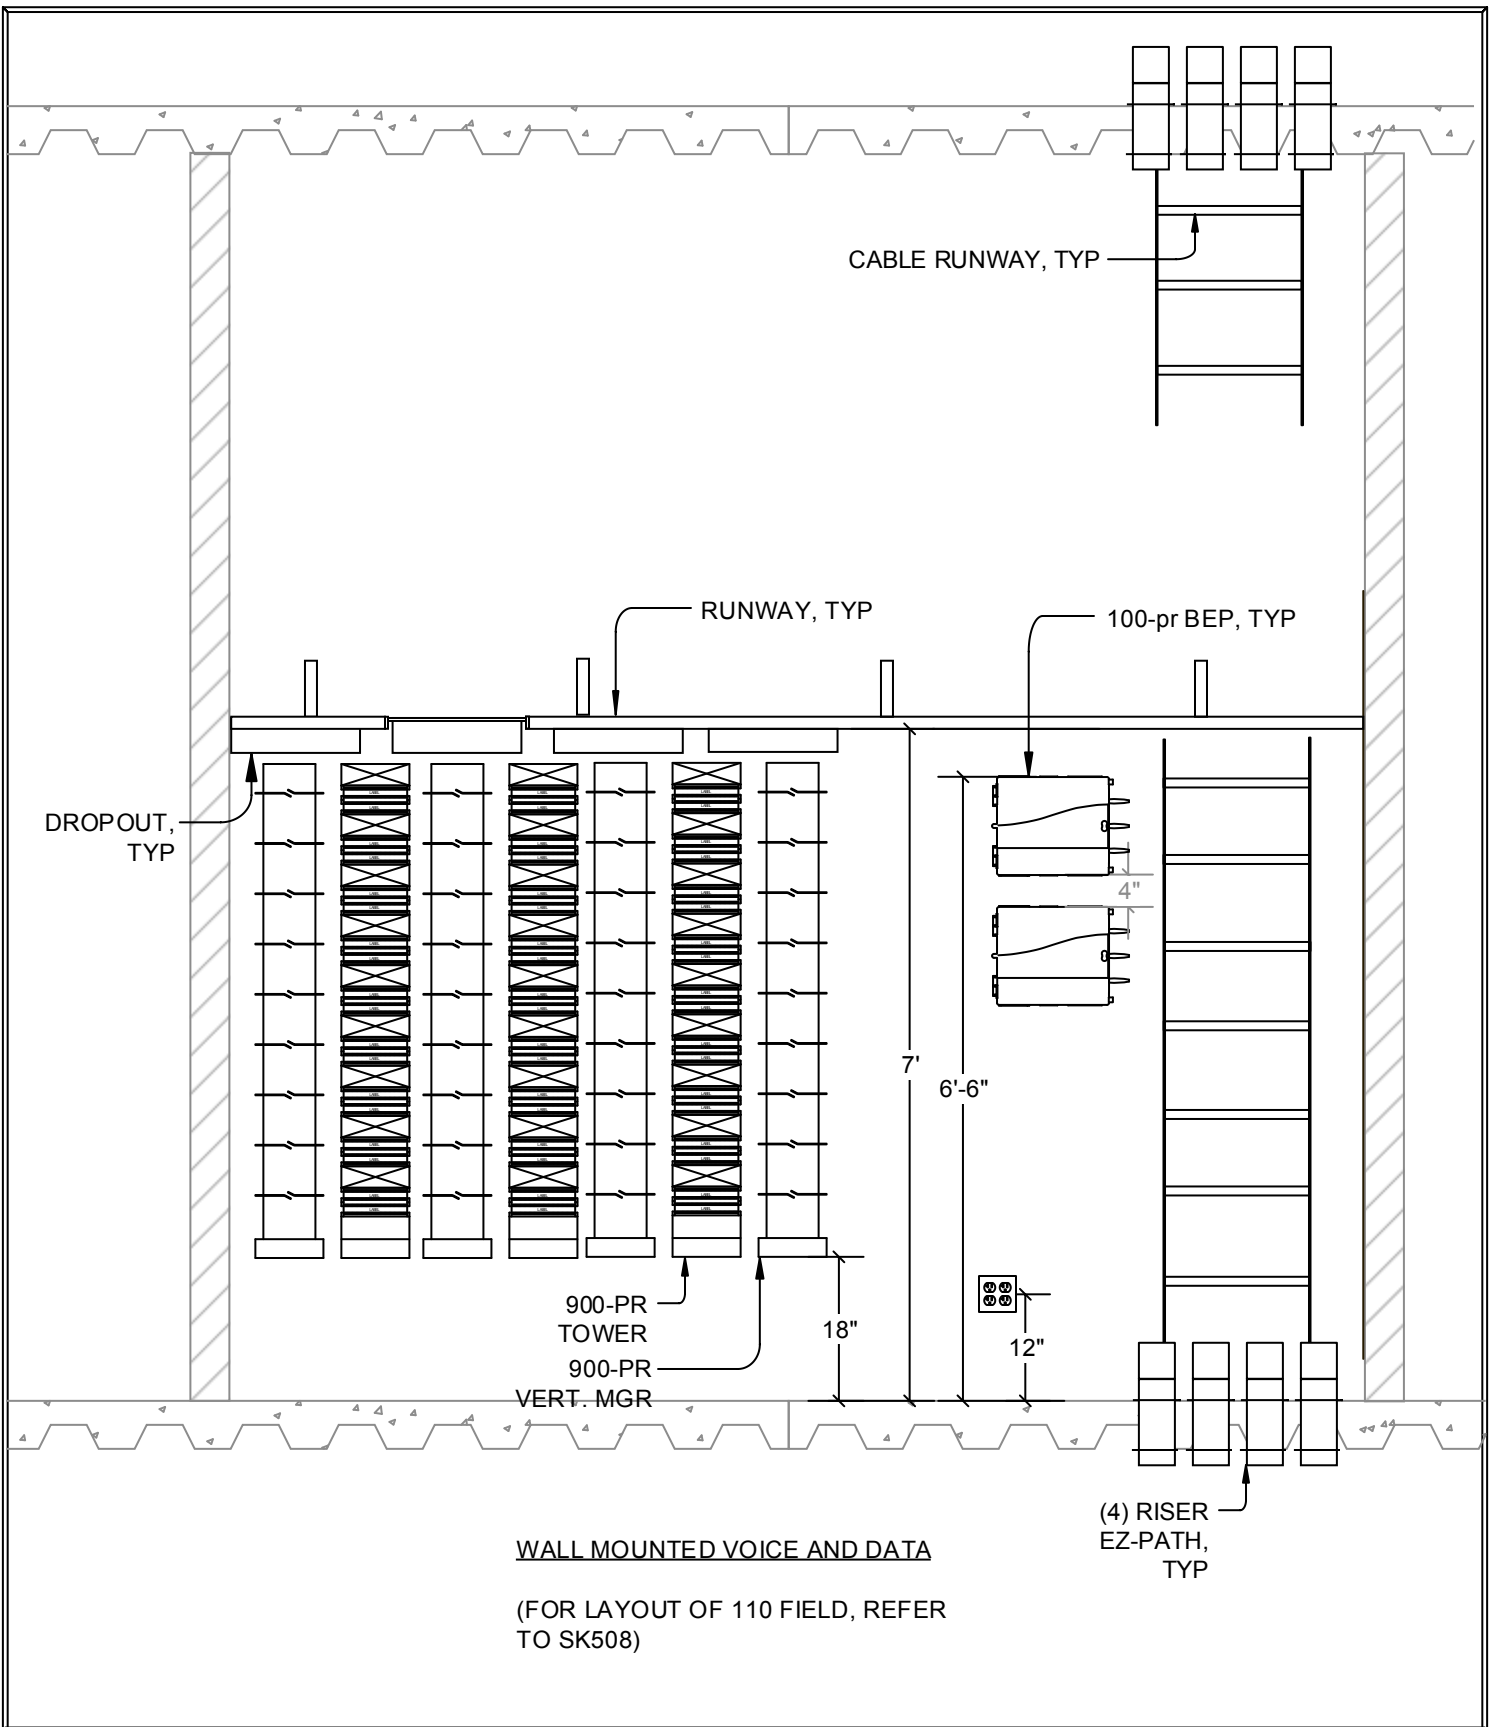 CABLE RUNWAY, TYP
RUNWAY, TYP
100-pr BEP, TYP
DROPOUT,
TYP
4"
7'
6'-6"
900-PR
TOWER
18"
12"
900-PR
VERT. MGR
(4) RISER
EZ-PATH,
TYP
WALL MOUNTED VOICE AND DATA
(FOR LAYOUT OF 110 FIELD, REFER
TO SK508)